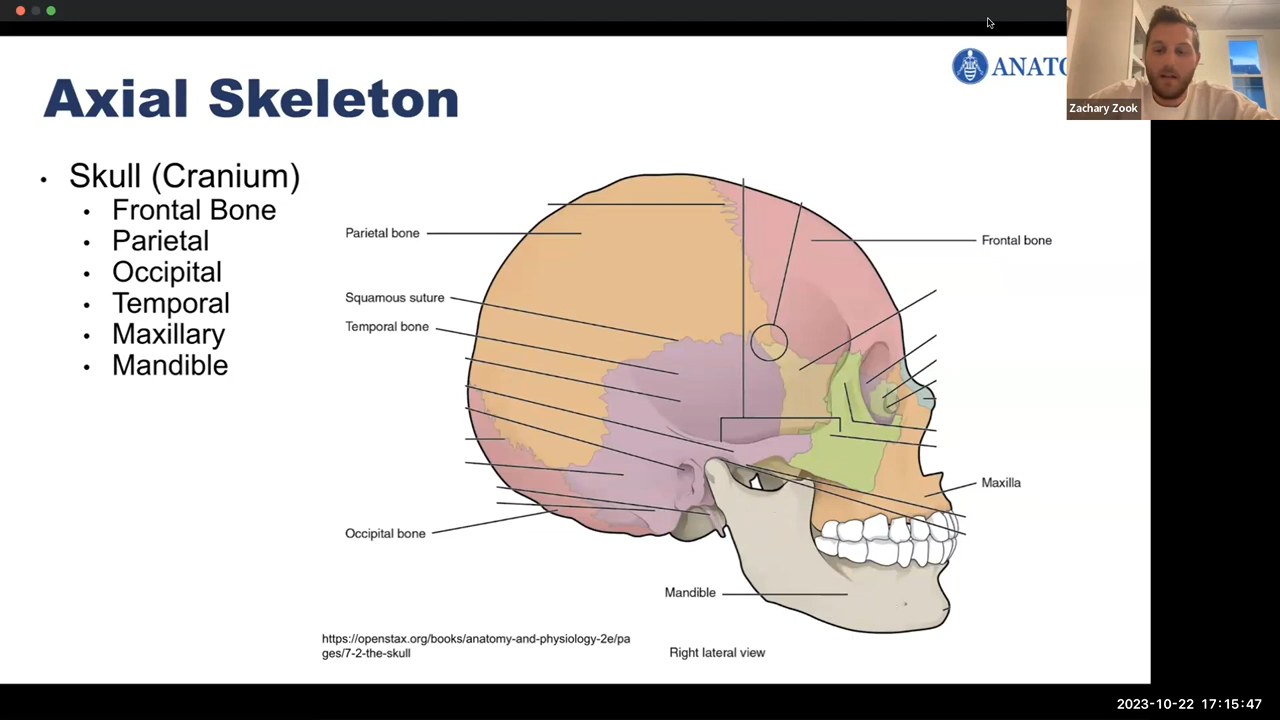 ANATO
Zachary Zook
Axial Skeleton
• Skull (Cranium)
• Frontal Bone
• Parietal
• Occipital
• Temporal
• Maxillary
• Mandible
Parietal bone
Frontal bone
Squamous suture
Temporal bone
Maxilla
Occipital bone
Mandible
https://openstax.org/books/anatomy-and-physiology-2e/pa
ges/7-2-the-skull
Right lateral view
2023-10-22 17:15:47